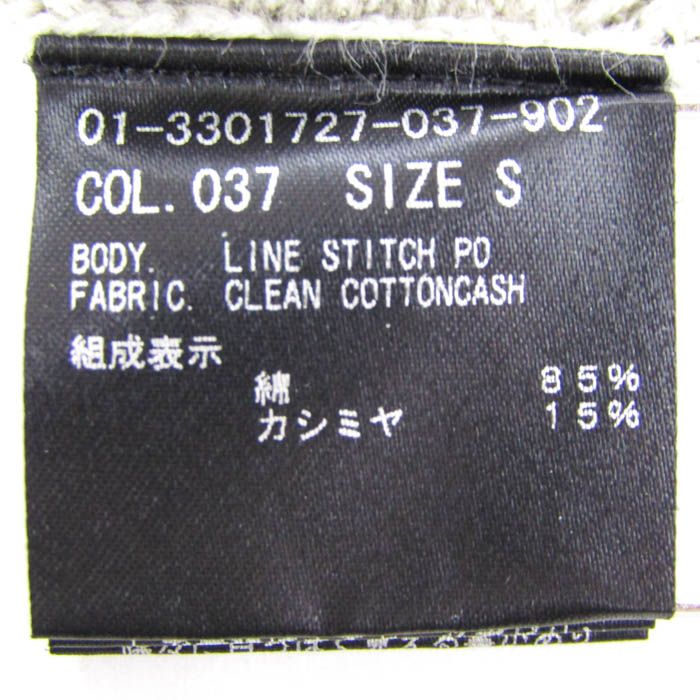 01-3301727-037-902
COL. 037 SIZE S
BODY. LINE STITCH PO
FABRIC. CLEAN COTTONCASH
組成表示
綿 85%
カシミヤ 15%